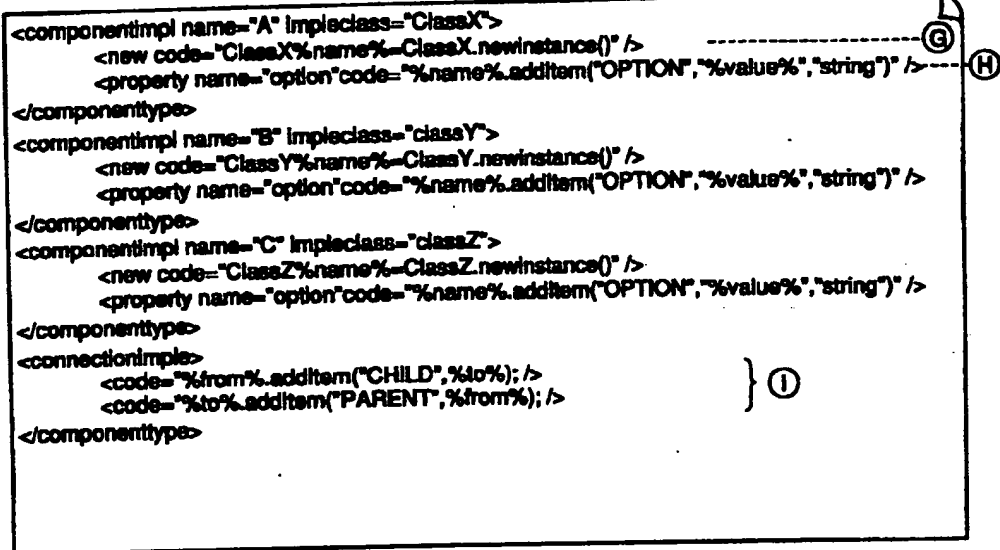 <componentimpl name="A" impleclass="ClassX">
<new code="ClassX%name%=ClassX.newinstance()" /> G
<property name="option"code="%name%.addItem("OPTION","%value%","string")" /> H
</componenttype>
<componentimpl name="B" impleclass="classY">
<new code="ClassY%name%=ClassY.newinstance()" />
<property name="option"code="%name%.addItem("OPTION","%value%","string")" />
</componenttype>
<componentimpl name="C" impleclass="classZ">
<new code="ClassZ%name%=ClassZ.newinstance()" />
<property name="option"code="%name%.addItem("OPTION","%value%","string")" />
</componenttype>
<connectionimple>
<code="%from%.addItem("CHILD",%to%); />
<code="%to%.addItem("PARENT",%from%); /> I
</componenttype>